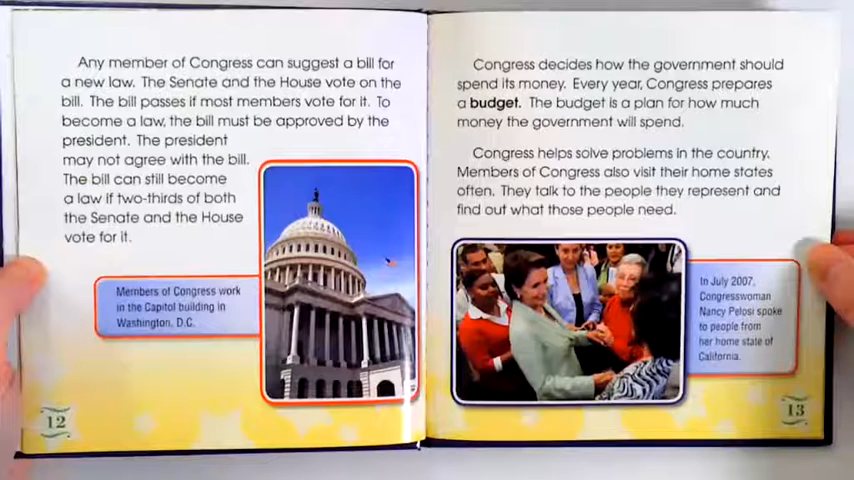 Any member of Congress can suggest a bill for
a new law. The Senate and the House vote on the
bill. The bill passes if most members vote for it. To
become a law, the bill must be approved by the
president. The president
may not agree with the bill.
The bill can still become
a law if two-thirds of both
the Senate and the House
vote for it.
Members of Congress work
in the Capitol building in
Washington, D.C.
12
Congress decides how the government should
spend its money. Every year, Congress prepares
a budget. The budget is a plan for how much
money the government will spend.
Congress helps solve problems in the country.
Members of Congress also visit their home states
often. They talk to the people they represent and
find out what those people need.
In July 2007,
Congresswoman
Nancy Pelosi spoke
to people from
her home state of
California.
13